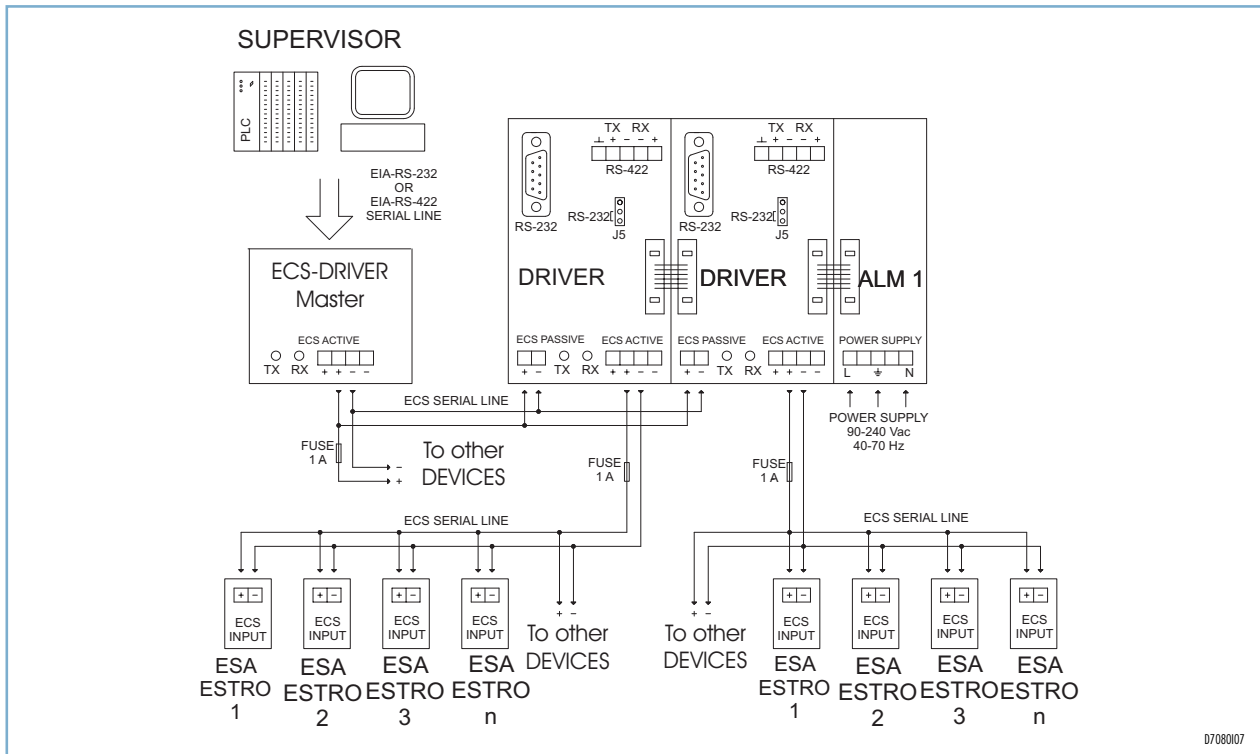 SUPERVISOR
PLC
EIA-RS-232
OR
EIA-RS-422
SERIAL LINE
ECS-DRIVER
Master
ECS ACTIVE
TX RX + + − −
TX RX
⊥ + − − +
RS-422
RS-232
RS-232
J5
DRIVER
ECS PASSIVE
+ −
TX RX
ECS ACTIVE
+ + − −
TX RX
⊥ + − − +
RS-422
RS-232
RS-232
J5
DRIVER
ECS PASSIVE
+ −
TX RX
ECS ACTIVE
+ + − −
ALM 1
POWER SUPPLY
L ⏚ N
POWER SUPPLY
90-240 Vac
40-70 Hz
ECS SERIAL LINE
FUSE
1 A
To other
DEVICES
−
+
FUSE
1 A
FUSE
1 A
ECS SERIAL LINE
+ −
ECS
INPUT
ESA
ESTRO
1
+ −
ECS
INPUT
ESA
ESTRO
2
+ −
ECS
INPUT
ESA
ESTRO
3
+ −
ECS
INPUT
ESA
ESTRO
n
+ −
To other
DEVICES
ECS SERIAL LINE
+ −
To other
DEVICES
+ −
ECS
INPUT
ESA
ESTRO
1
+ −
ECS
INPUT
ESA
ESTRO
2
+ −
ECS
INPUT
ESA
ESTRO
3
+ −
ECS
INPUT
ESA
ESTRO
n
D7080I07